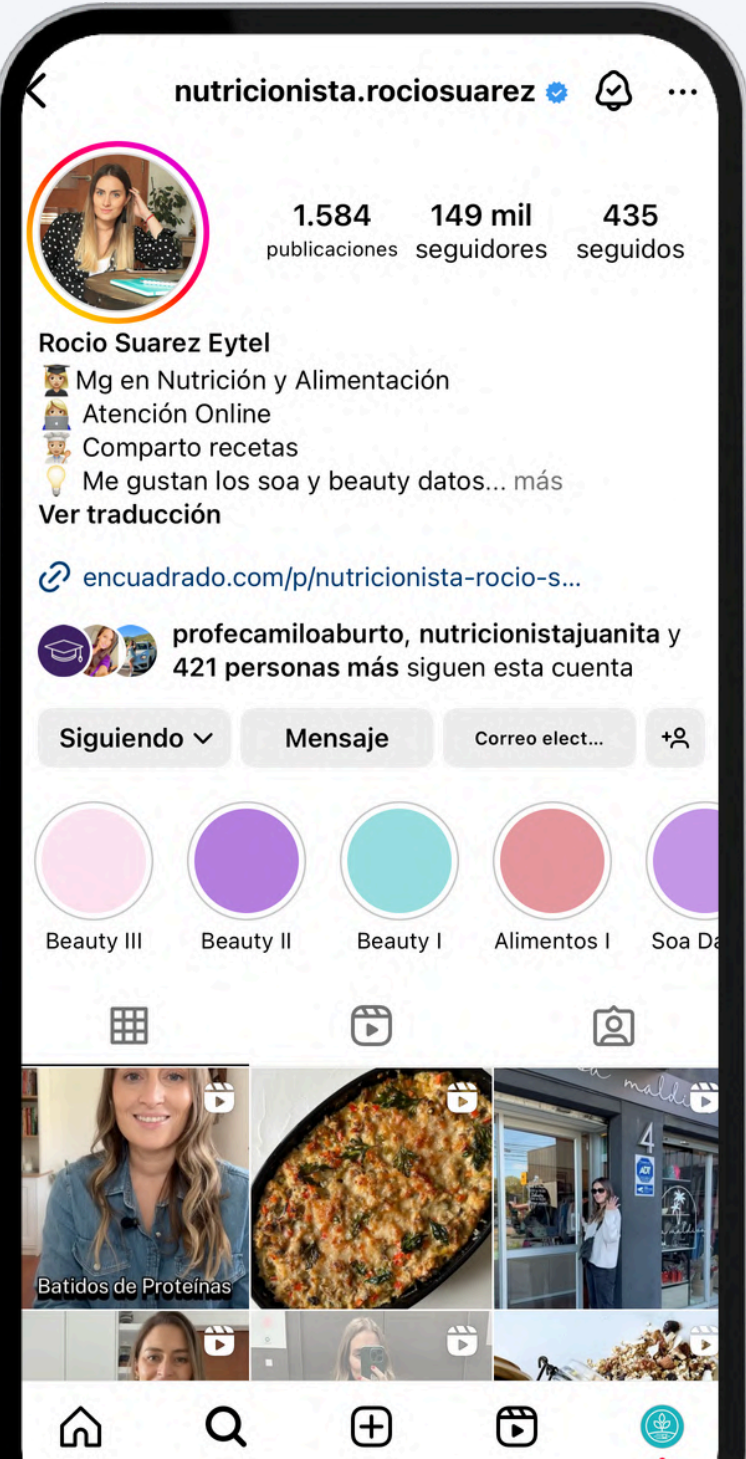 nutricionista.rociosuarez
1.584
149 mil
435
publicaciones
seguidores
seguidos
Rocio Suarez Eytel
Mg en Nutrición y Alimentación
Atención Online
Comparto recetas
Me gustan los soa y beauty datos... más
Ver traducción
encuadrado.com/p/nutricionista-rocio-s...
profecamiloaburto, nutricionistajuanita y
421 personas más siguen esta cuenta
Siguiendo
Mensaje
Correo elect...
Beauty III
Beauty II
Beauty I
Alimentos I
Soa Da
Batidos de Proteínas
4
ADT